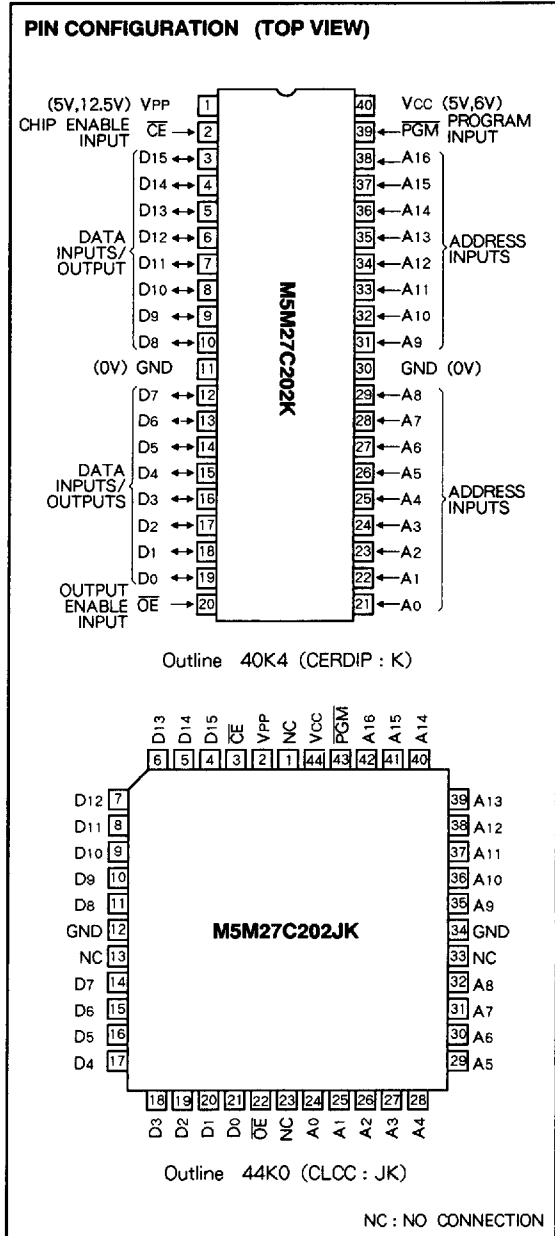 PIN CONFIGURATION (TOP VIEW)
(5V,12.5V) VPP 1 40 VCC (5V,6V)
CHIP ENABLE INPUT C̅E̅ 2 39 P̅G̅M̅ PROGRAM INPUT
D15 3 38 A16
D14 4 37 A15
D13 5 36 A14
DATA INPUTS/ OUTPUT D12 6 35 A13 ADDRESS INPUTS
D11 7 34 A12
D10 8 33 A11
D9 9 32 A10
D8 10 31 A9
(0V) GND 11 30 GND (0V)
D7 12 29 A8
D6 13 28 A7
D5 14 27 A6
DATA INPUTS/ OUTPUTS D4 15 26 A5
D3 16 25 A4 ADDRESS INPUTS
D2 17 24 A3
D1 18 23 A2
D0 19 22 A1
OUTPUT ENABLE INPUT O̅E̅ 20 21 A0
M5M27C202K
Outline 40K4 (CERDIP : K)
D13 D14 D15 C̅E̅ VPP NC VCC P̅G̅M̅ A16 A15 A14
6 5 4 3 2 1 44 43 42 41 40
D12 7 39 A13
D11 8 38 A12
D10 9 37 A11
D9 10 36 A10
D8 11 35 A9
GND 12 34 GND
M5M27C202JK
NC 13 33 NC
D7 14 32 A8
D6 15 31 A7
D5 16 30 A6
D4 17 29 A5
18 19 20 21 22 23 24 25 26 27 28
D3 D2 D1 D0 O̅E̅ NC A0 A1 A2 A3 A4
Outline 44K0 (CLCC : JK)
NC : NO CONNECTION